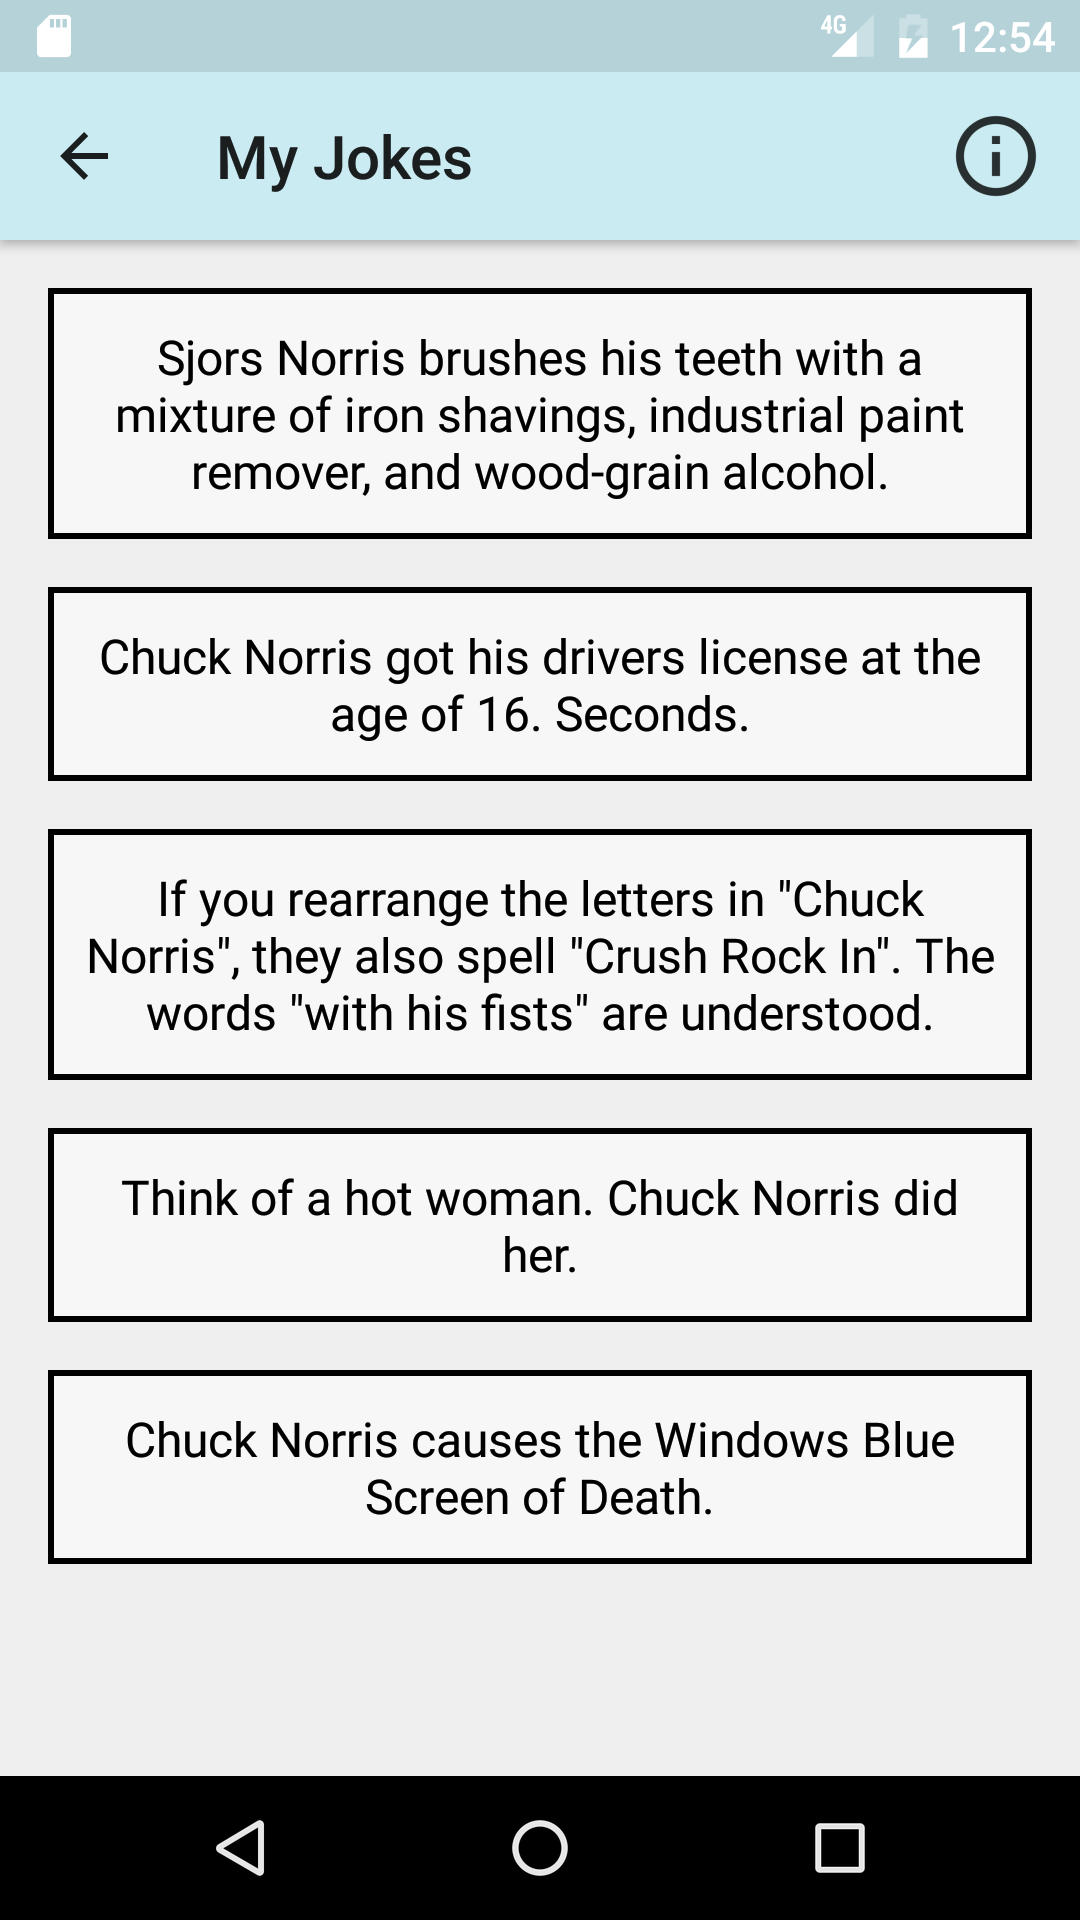 4G 12:54
My Jokes
Sjors Norris brushes his teeth with a
mixture of iron shavings, industrial paint
remover, and wood-grain alcohol.
Chuck Norris got his drivers license at the
age of 16. Seconds.
If you rearrange the letters in "Chuck
Norris", they also spell "Crush Rock In". The
words "with his fists" are understood.
Think of a hot woman. Chuck Norris did
her.
Chuck Norris causes the Windows Blue
Screen of Death.